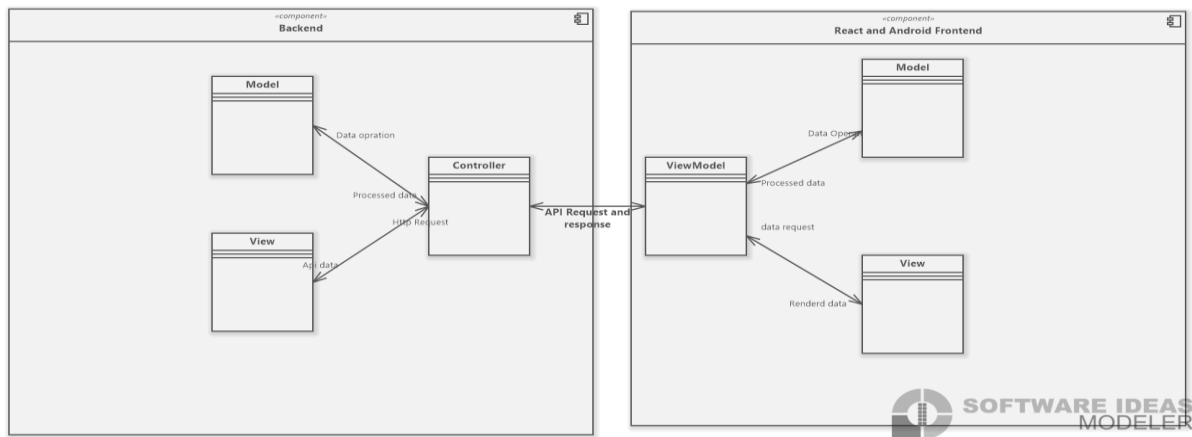 «component»
Backend
Model
Data opration
Controller
Processed data
Http Request
View
Api data
API Request and
response
«component»
React and Android Frontend
Model
Data Oper
ViewModel
Processed data
data request
View
Renderd data
SOFTWARE IDEAS
MODELER